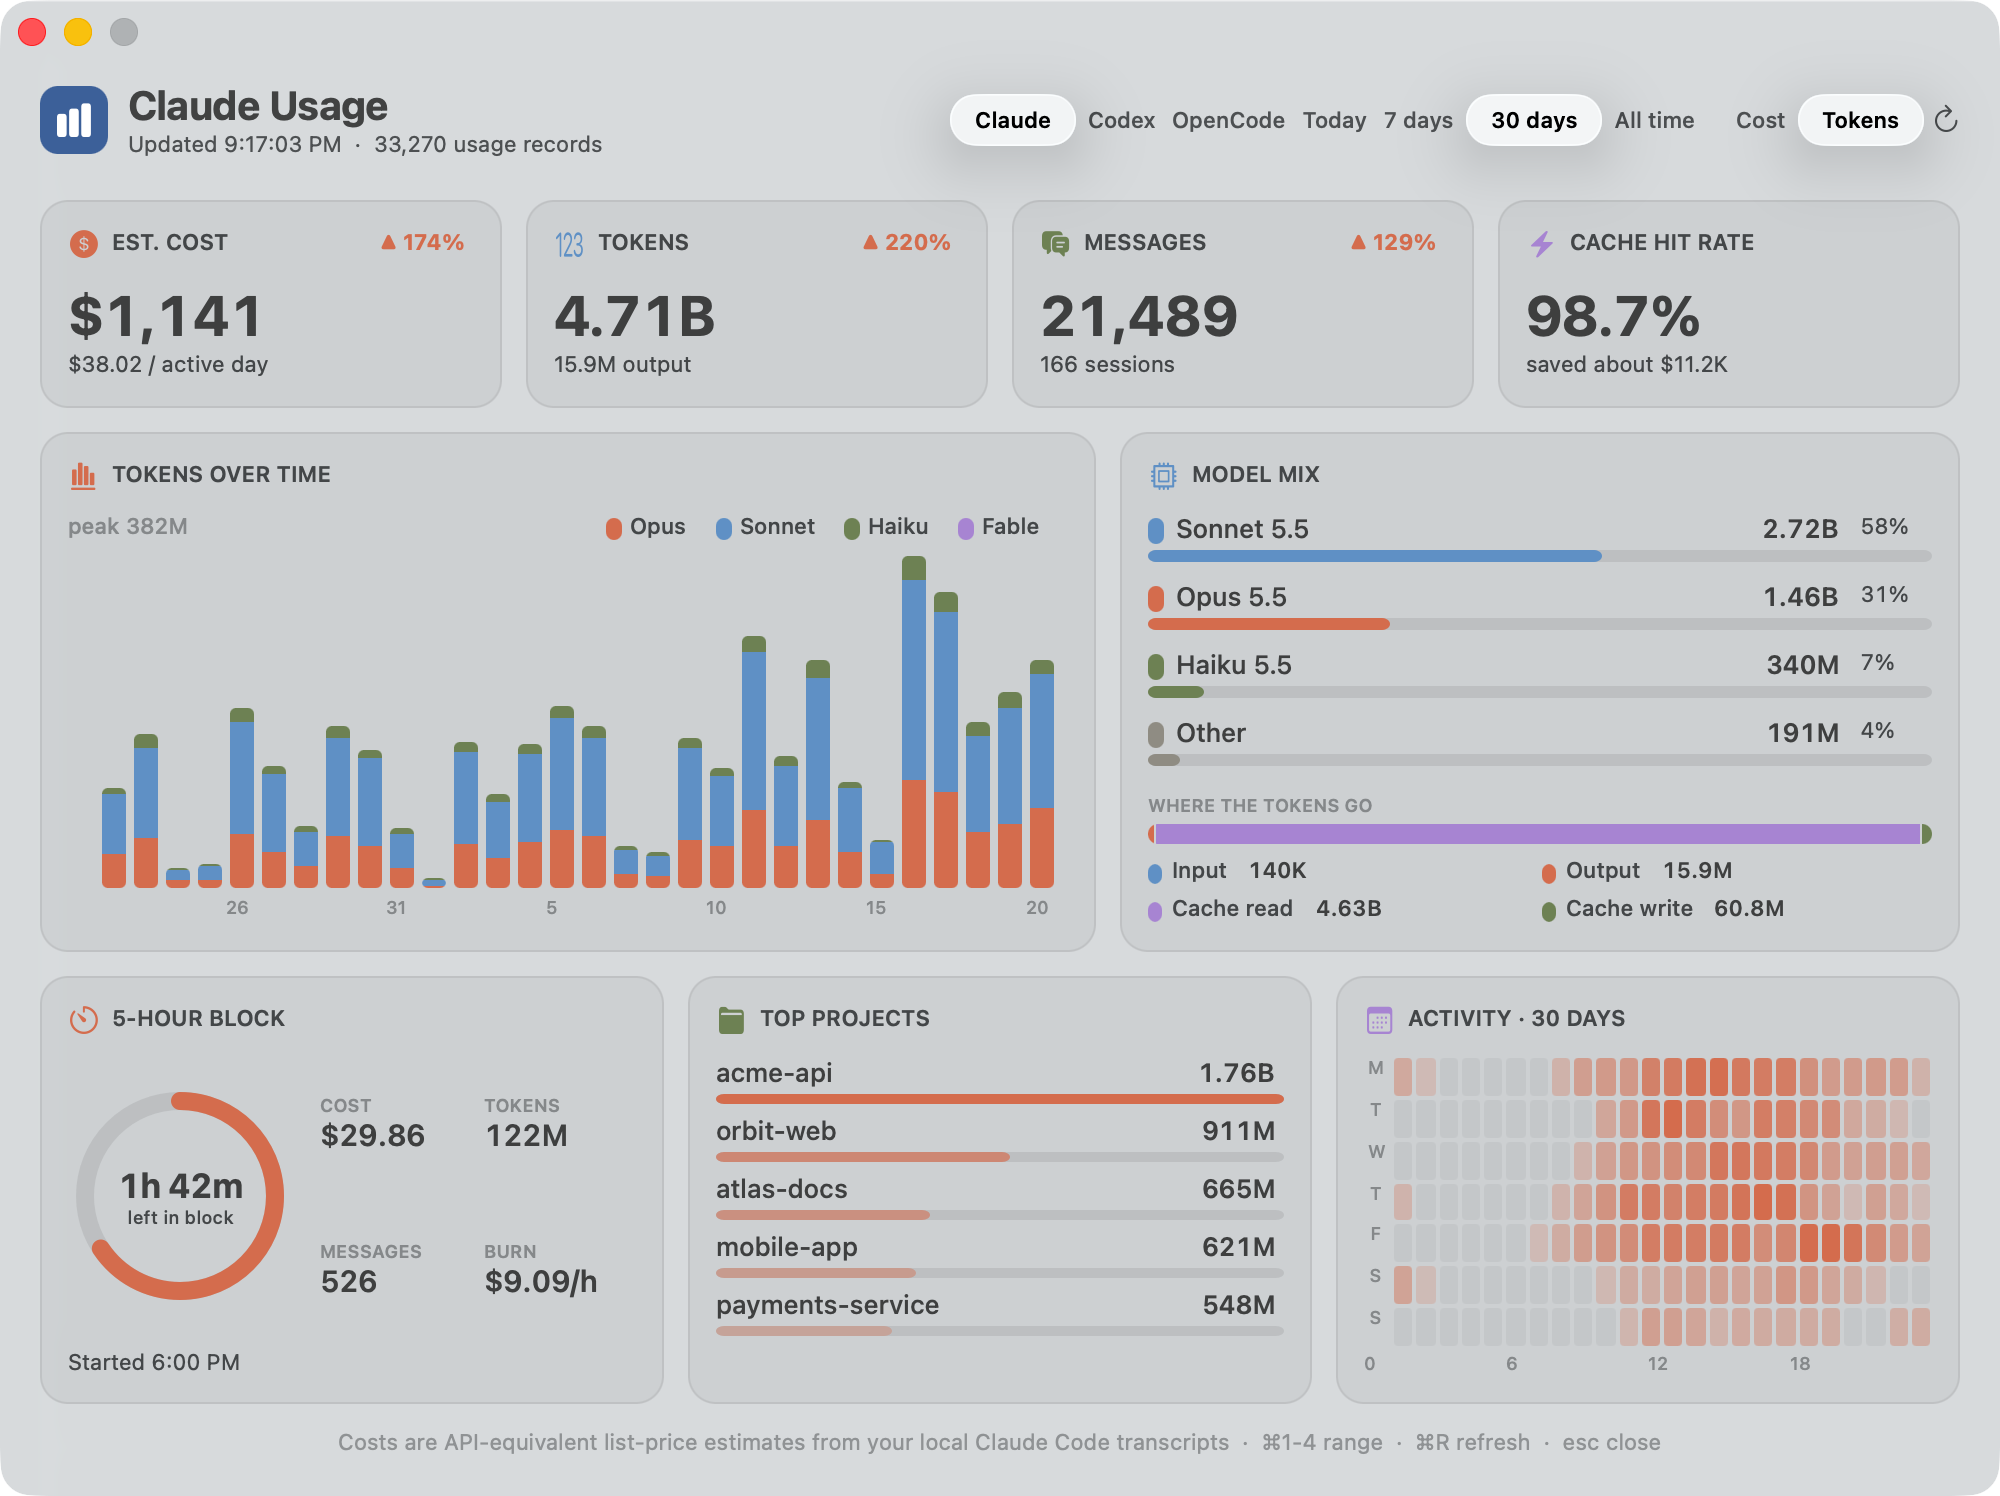 Claude Usage
Updated 9:17:03 PM · 33,270 usage records
Claude Codex OpenCode Today 7 days 30 days All time Cost Tokens
$ EST. COST ▲ 174%
$1,141
$38.02 / active day
123 TOKENS ▲ 220%
4.71B
15.9M output
MESSAGES ▲ 129%
21,489
166 sessions
CACHE HIT RATE
98.7%
saved about $11.2K
TOKENS OVER TIME
peak 382M Opus Sonnet Haiku Fable
26 31 5 10 15 20
MODEL MIX
Sonnet 5.5 2.72B 58%
Opus 5.5 1.46B 31%
Haiku 5.5 340M 7%
Other 191M 4%
WHERE THE TOKENS GO
Input 140K Output 15.9M
Cache read 4.63B Cache write 60.8M
5-HOUR BLOCK
1h 42m
left in block
COST TOKENS
$29.86 122M
MESSAGES BURN
526 $9.09/h
Started 6:00 PM
TOP PROJECTS
acme-api 1.76B
orbit-web 911M
atlas-docs 665M
mobile-app 621M
payments-service 548M
ACTIVITY · 30 DAYS
M
T
W
T
F
S
S
0 6 12 18
Costs are API-equivalent list-price estimates from your local Claude Code transcripts · ⌘1-4 range · ⌘R refresh · esc close